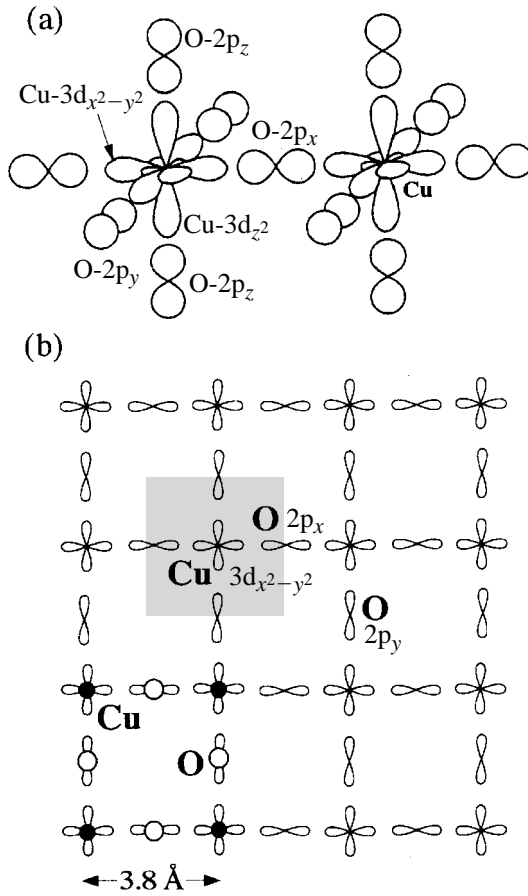 (a)
O-2p_z
Cu-3d_{x²−y²}
O-2p_x
Cu
Cu-3d_{z²}
O-2p_y
O-2p_z
(b)
O 2p_x
Cu 3d_{x²−y²}
O
2p_y
Cu
O
3.8 Å